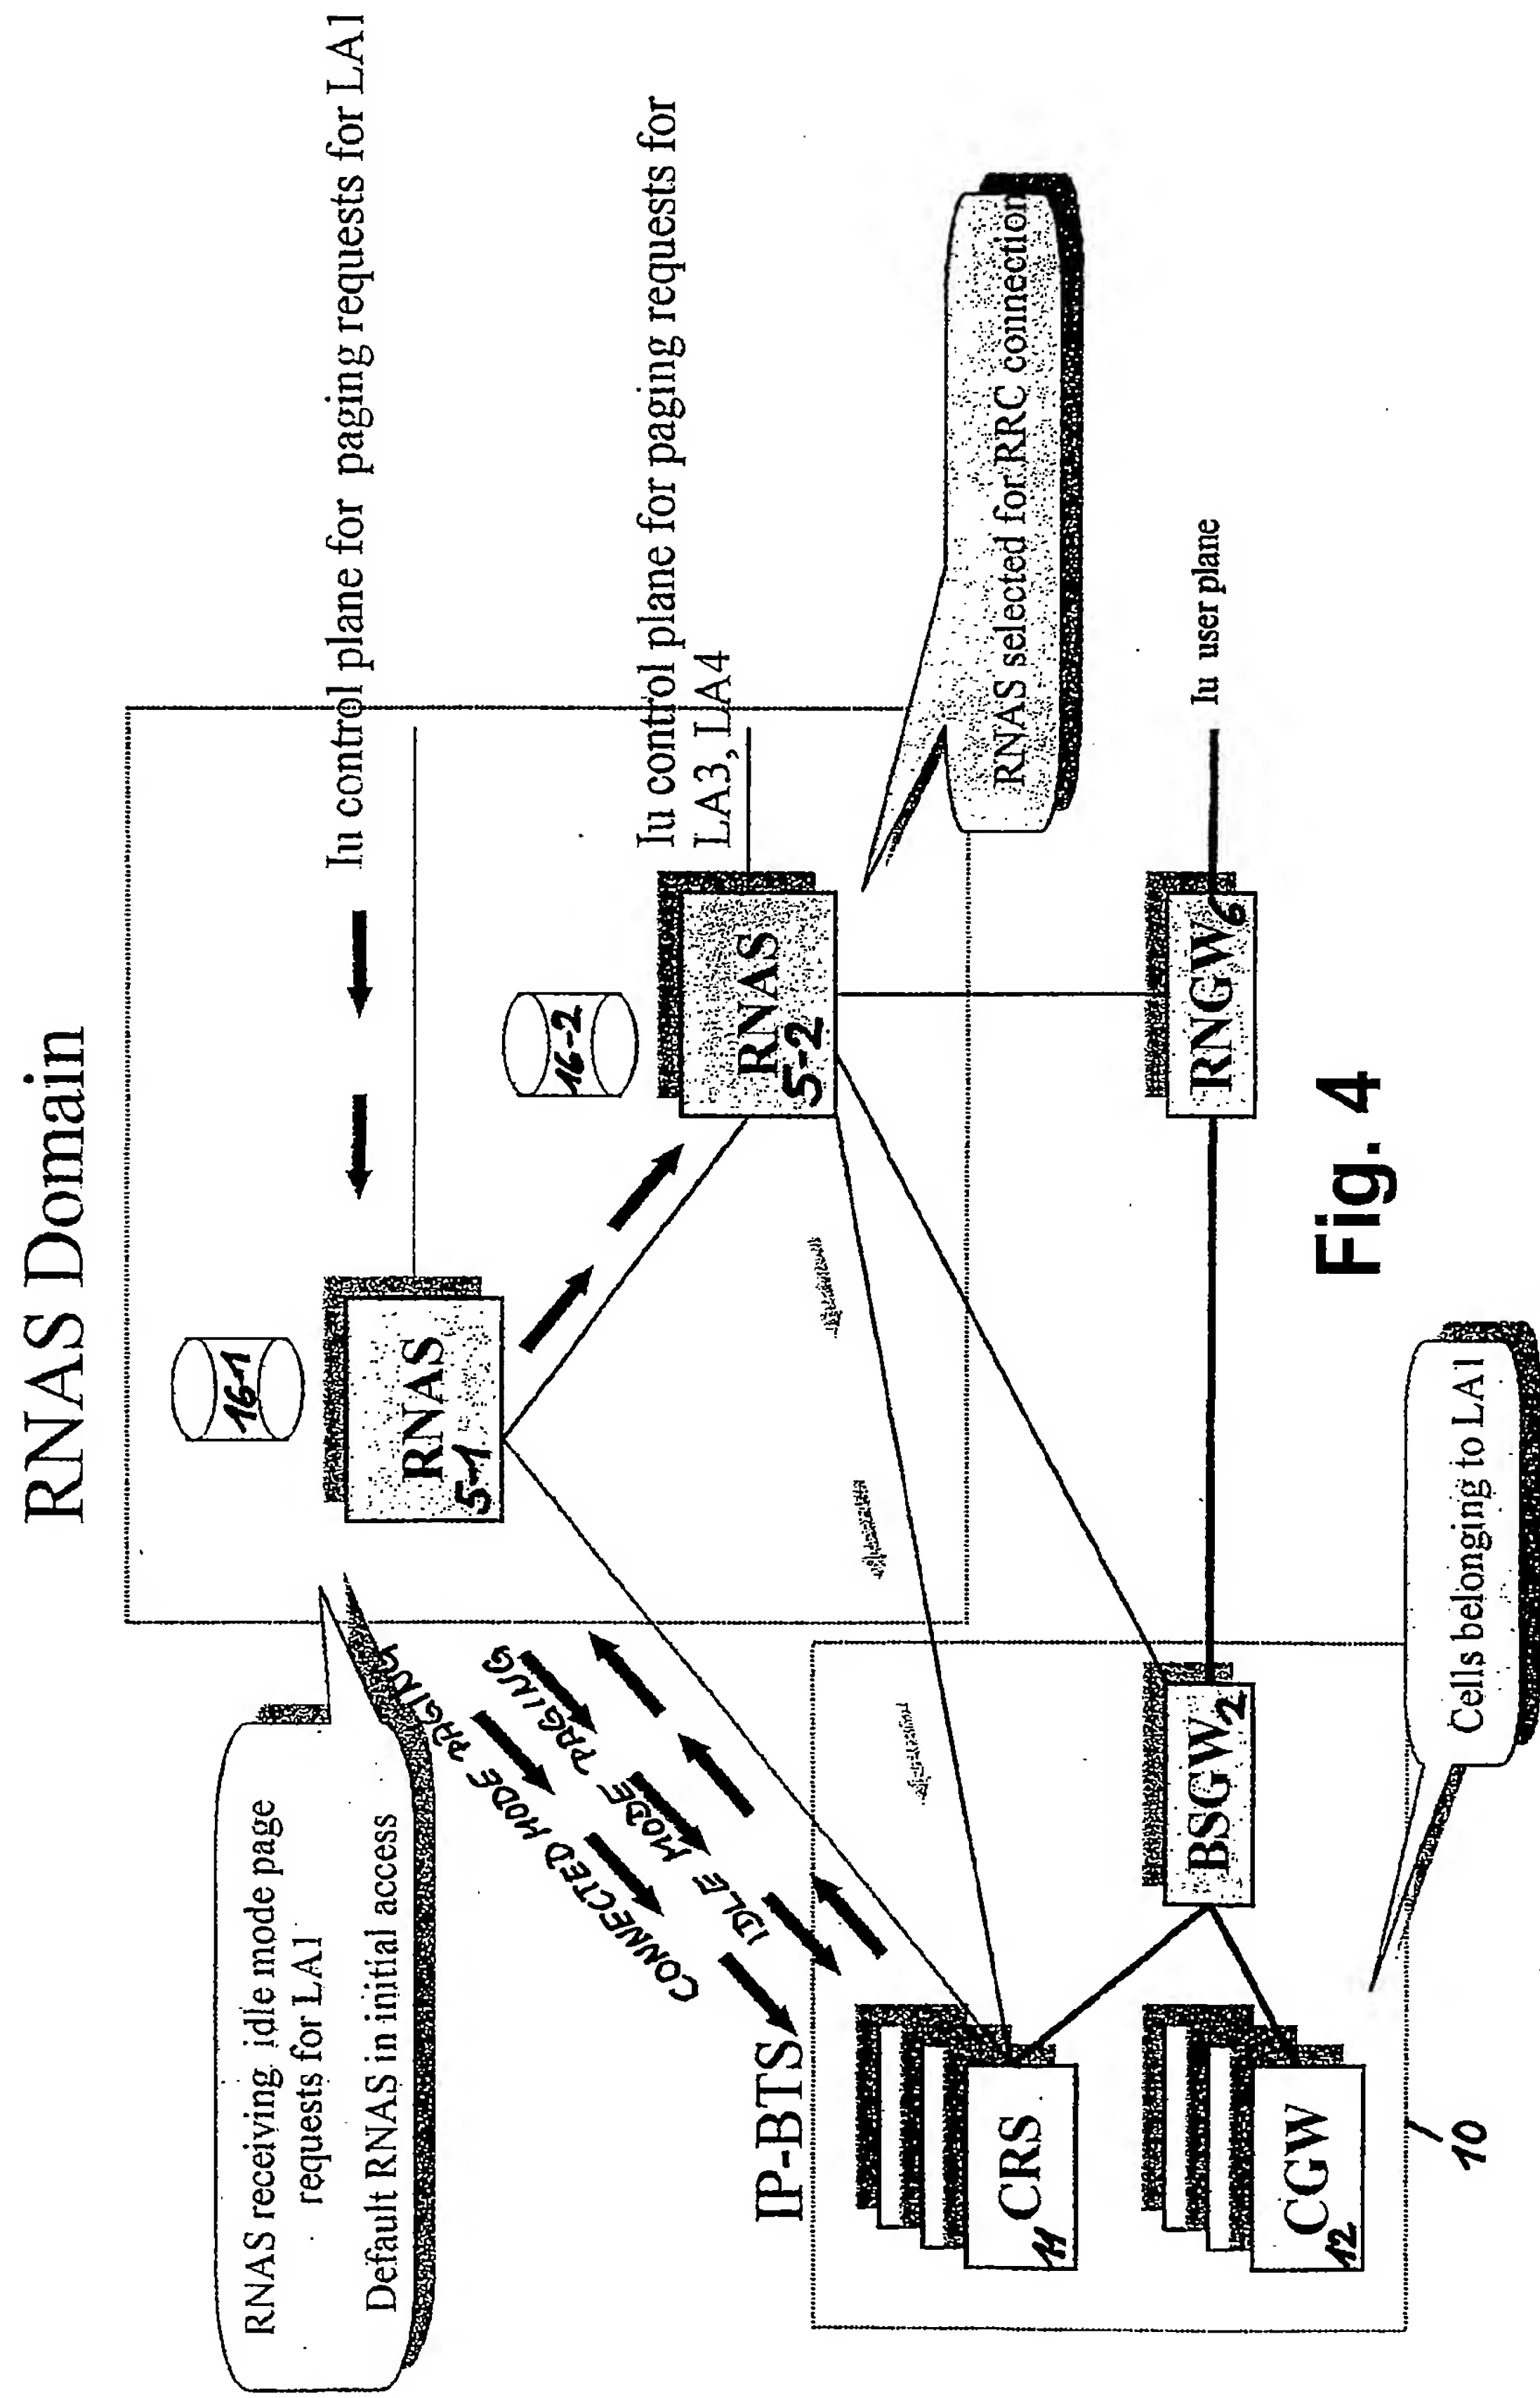 RNAS Domain
Iu control plane for paging requests for LA1
Iu control plane for paging requests for
LA3, LA4
16-1
RNAS
5-1
16-2
RNAS
5-2
RNAS receiving idle mode page
requests for LA1
Default RNAS in initial access
CONNECTED MODE PAGING
IDLE MODE PAGING
RNAS selected for RRC connection
IP-BTS
CRS
11
CGW
12
BSGW
2
RNGW
6
Iu user plane
Cells belonging to LA1
10
Fig. 4